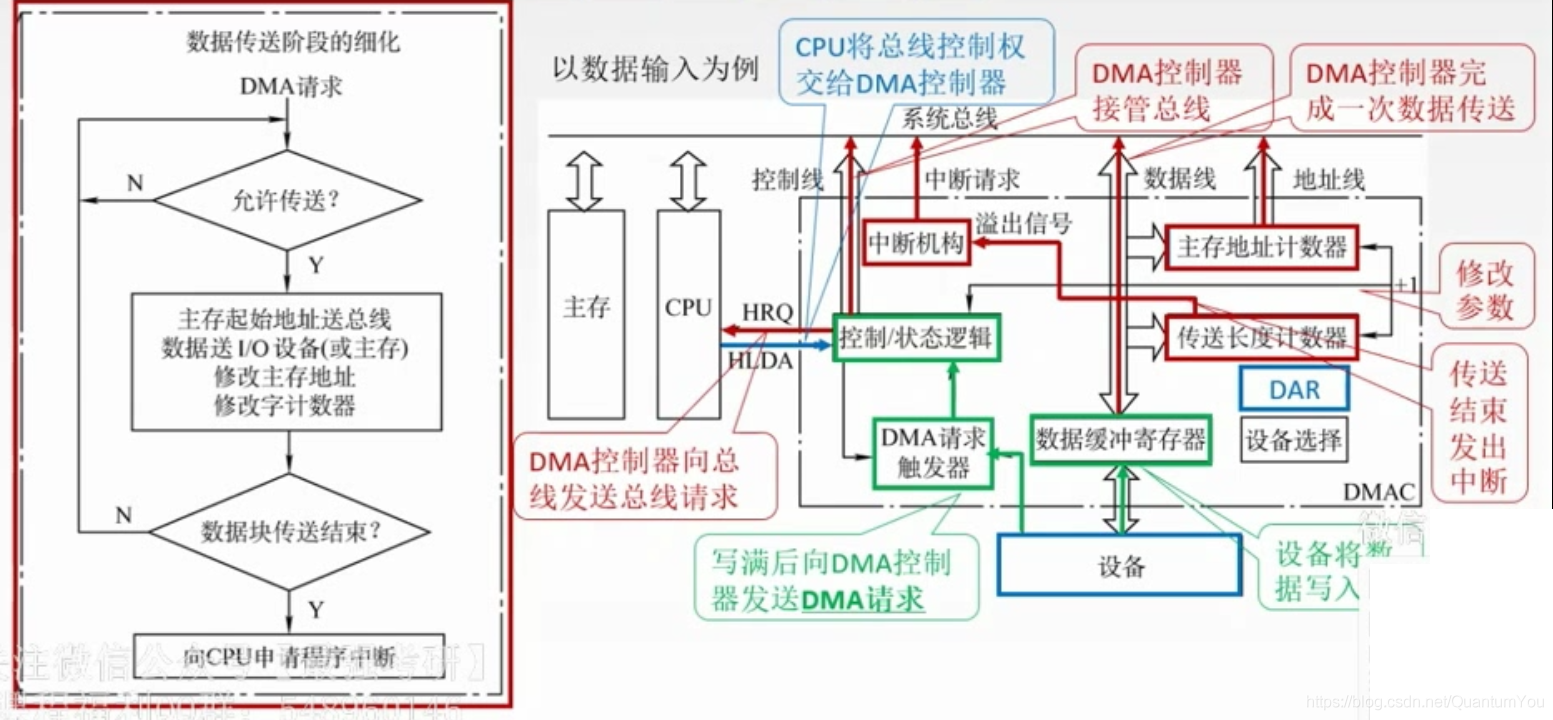 数据传送阶段的细化
DMA请求
N
允许传送?
Y
主存起始地址送总线
数据送 I/O 设备(或主存)
修改主存地址
修改字计数器
N
数据块传送结束?
Y
向CPU申请程序中断
以数据输入为例
CPU将总线控制权
交给DMA控制器
DMA控制器
接管总线
DMA控制器完
成一次数据传送
系统总线
控制线
中断请求
数据线
地址线
溢出信号
中断机构
主存地址计数器
+1
修改
参数
主存
CPU
HRQ
HLDA
控制/状态逻辑
传送长度计数器
传送
结束
发出
中断
DAR
DMA请求
触发器
数据缓冲寄存器
设备选择
DMAC
DMA控制器向总
线发送总线请求
写满后向DMA控制
器发送DMA请求
设备
设备将数
据写入
微信
https://blog.csdn.net/QuantumYou